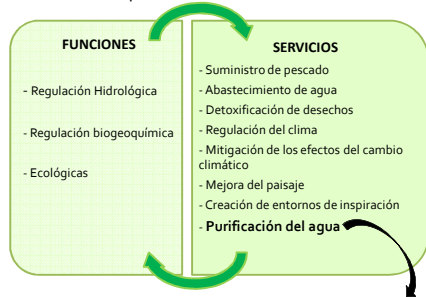 FUNCIONES
- Regulación Hidrológica
- Regulación biogeoquímica
- Ecológicas
SERVICIOS
- Suministro de pescado
- Abastecimiento de agua
- Detoxificación de desechos
- Regulación del clima
- Mitigación de los efectos del cambio
climático
- Mejora del paisaje
- Creación de entornos de inspiración
- Purificación del agua